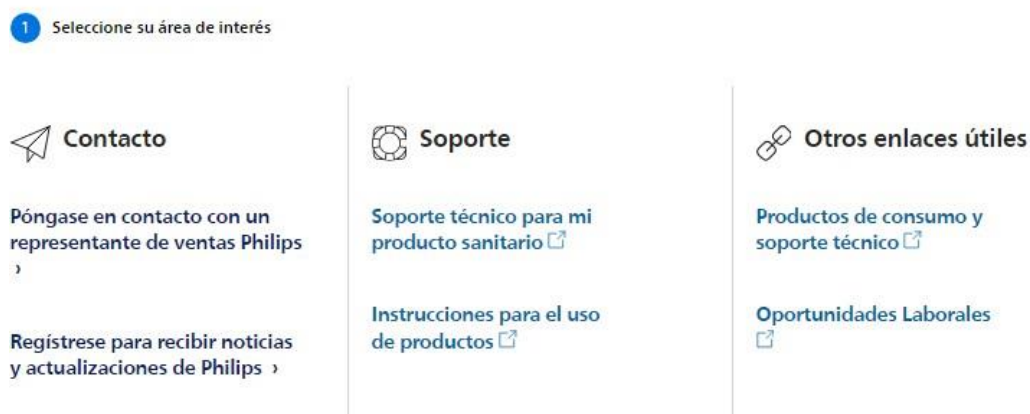 1 Seleccione su área de interés
Contacto
Póngase en contacto con un
representante de ventas Philips
›
Regístrese para recibir noticias
y actualizaciones de Philips ›
Soporte
Soporte técnico para mi
producto sanitario
Instrucciones para el uso
de productos
Otros enlaces útiles
Productos de consumo y
soporte técnico
Oportunidades Laborales